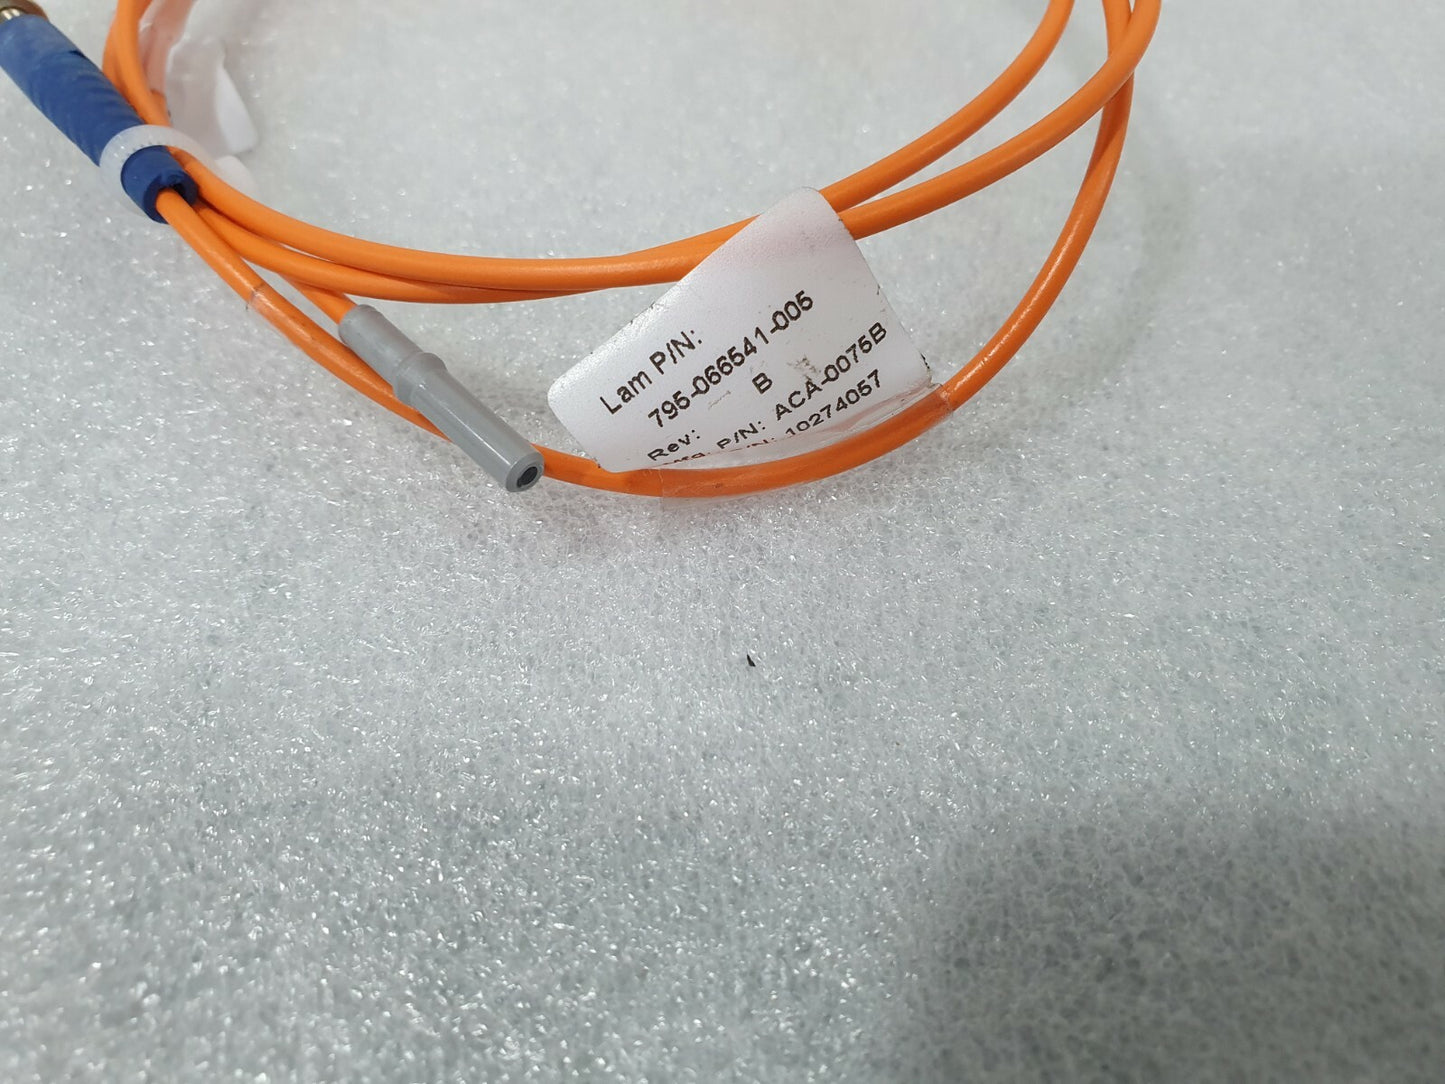 Lam P/N:
795-066541-005
Rev: B
P/N: ACA-0075B
10274057